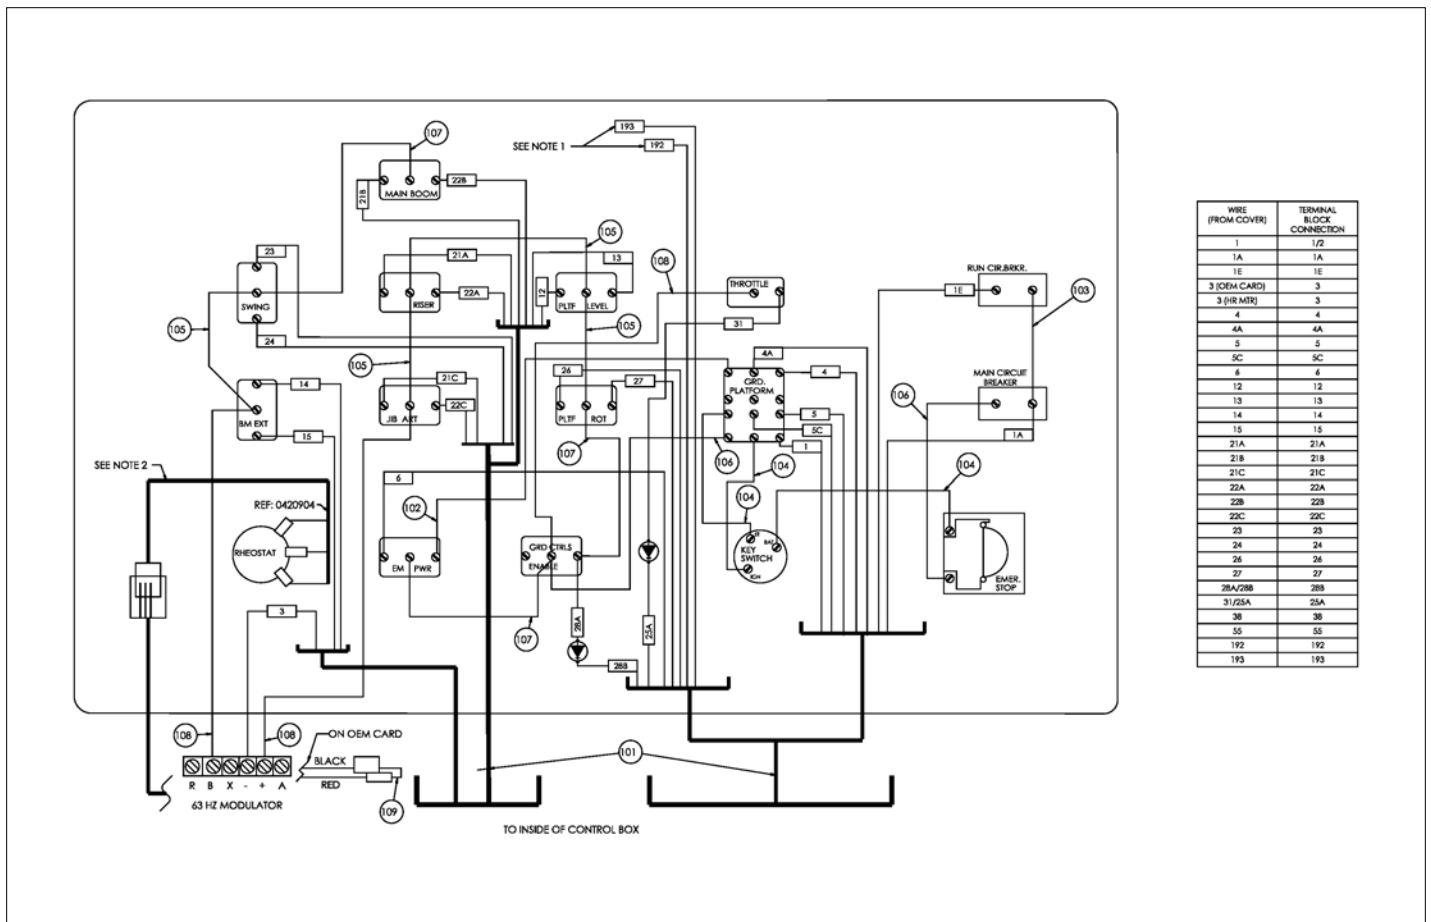 193
SEE NOTE 1
192
107
21B
22B
MAIN BOOM
105
23
21A
13
108
RUN CIR.BRKR.
THROTTLE
1E
103
22A
12
RISER
PLTF LEVEL
SWING
31
105
105
24
4A
105
26
27
4
MAIN CIRCUIT
BREAKER
GRD.
PLATFORM
14
21C
22C
106
JIB ART
PLTF ROT
5
BM EXT
5C
15
1
1A
107
106
104
104
SEE NOTE 2
6
104
REF: 0420904
102
RHEOSTAT
GRD CTRLS
ENABLE
KEY
SWITCH
BAT
IGN
EM PWR
EMER.
STOP
3
28A
25A
107
28B
108
108
ON OEM CARD
BLACK
RED
101
R B X - + A
63 HZ MODULATOR
109
TO INSIDE OF CONTROL BOX
WIRE
(FROM COVER)
TERMINAL
BLOCK
CONNECTION
1 1/2
1A 1A
1E 1E
3 (OEM CARD) 3
3 (HR MTR) 3
4 4
4A 4A
5 5
5C 5C
6 6
12 12
13 13
14 14
15 15
21A 21A
21B 21B
21C 21C
22A 22A
22B 22B
22C 22C
23 23
24 24
26 26
27 27
28A/28B 28B
31/25A 25A
38 38
55 55
192 192
193 193